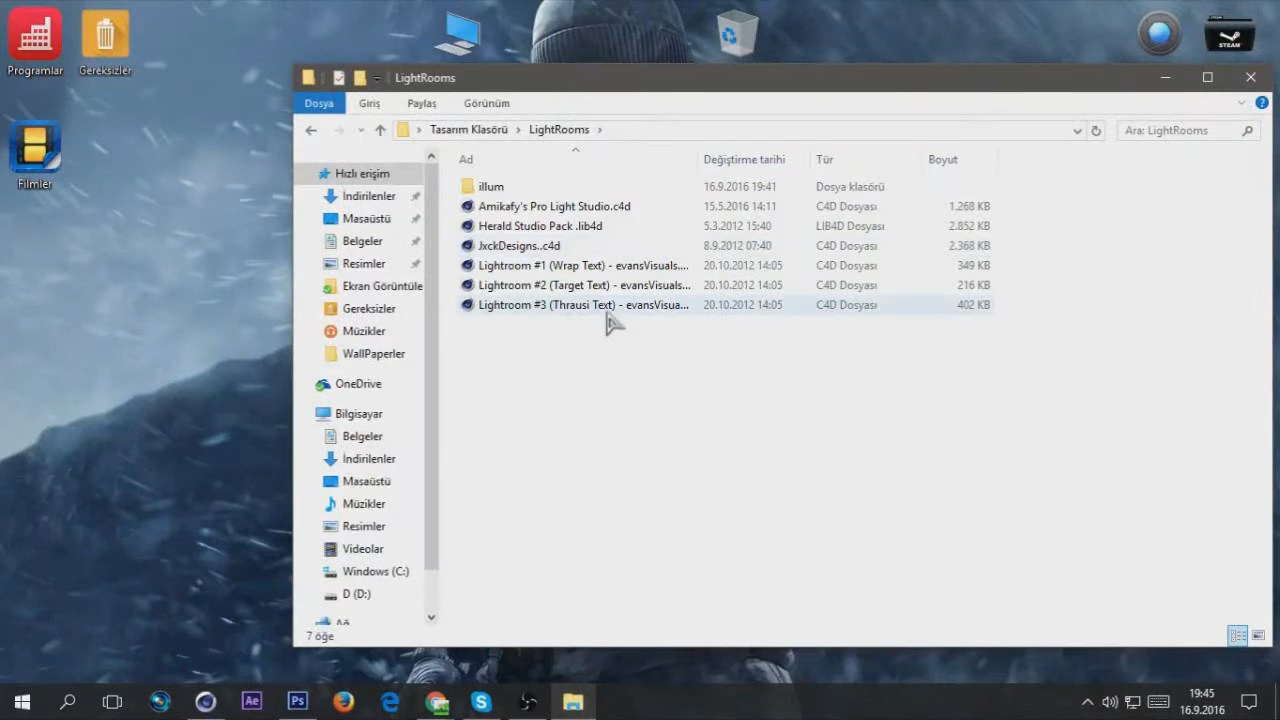 Programlar
Gereksizler
Filmler
STEAM
LightRooms
Dosya Giriş Paylaş Görünüm
Tasarım Klasörü LightRooms
Ara: LightRooms
Ad Değiştirme tarihi Tür Boyut
illum 16.9.2016 19:41 Dosya klasörü
Amikafy's Pro Light Studio.c4d 15.5.2016 14:11 C4D Dosyası 1.268 KB
Herald Studio Pack .lib4d 5.3.2012 15:40 LIB4D Dosyası 2.852 KB
JxckDesigns..c4d 8.9.2012 07:40 C4D Dosyası 2.368 KB
Lightroom #1 (Wrap Text) - evansVisuals.... 20.10.2012 14:05 C4D Dosyası 349 KB
Lightroom #2 (Target Text) - evansVisuals... 20.10.2012 14:05 C4D Dosyası 216 KB
Lightroom #3 (Thrausi Text) - evansVisua... 20.10.2012 14:05 C4D Dosyası 402 KB
Hızlı erişim
İndirilenler
Masaüstü
Belgeler
Resimler
Ekran Görüntüle
Gereksizler
Müzikler
WallPaperler
OneDrive
Bilgisayar
Belgeler
İndirilenler
Masaüstü
Müzikler
Resimler
Videolar
Windows (C:)
D (D:)
Ağ
7 öğe
Ae
Ps
19:45
16.9.2016